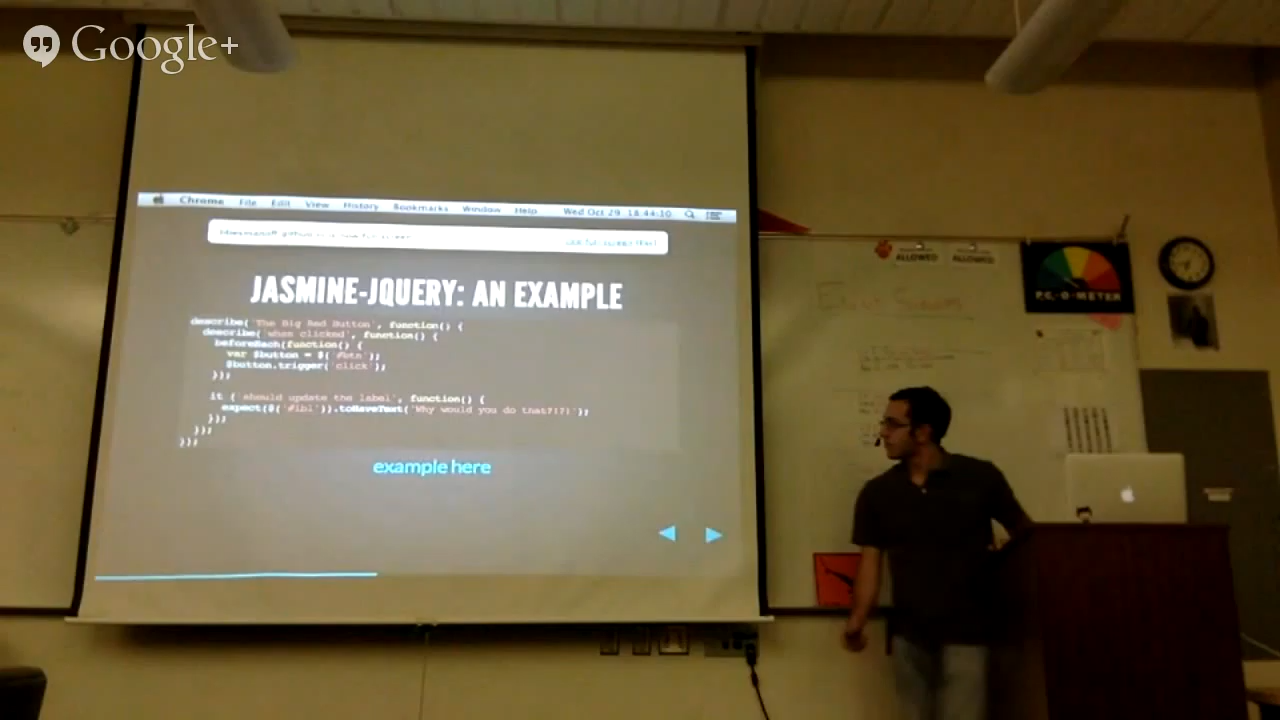 Google+
Chrome File Edit View History Bookmarks Window Help Wed Oct 29 18:44:10
JASMINE-JQUERY: AN EXAMPLE
describe('The Big Red Button', function() {
describe('when clicked', function() {
beforeEach(function() {
var $button = $('#btn');
$button.trigger('click');
});
it ('should update the label', function() {
expect($('#lbl')).toHaveText('Why would you do that?!?!');
});
});
});
example here
ALLOWED
ALLOWED
P.C.-O-METER